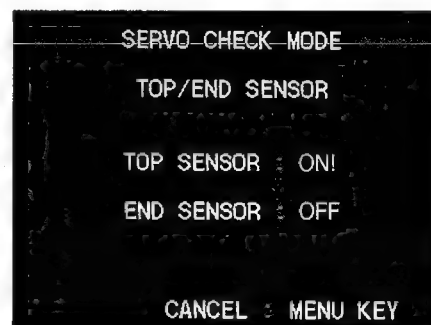 SERVO CHECK MODE
TOP/END SENSOR
TOP SENSOR : ON!
END SENSOR : OFF
CANCEL : MENU KEY